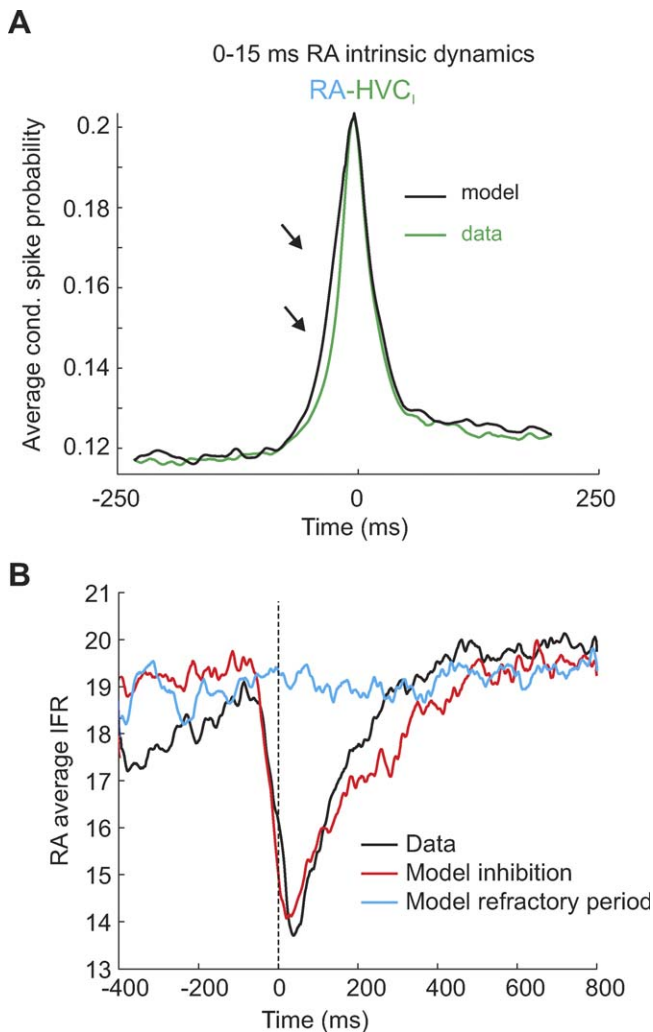 A
0-15 ms RA intrinsic dynamics
RA-HVCI
Average cond. spike probability
0.2
0.18
0.16
0.14
0.12
model
data
-250
0
250
Time (ms)
B
RA average IFR
21
20
19
18
17
16
15
14
13
Data
Model inhibition
Model refractory period
-400
-200
0
200
400
600
800
Time (ms)